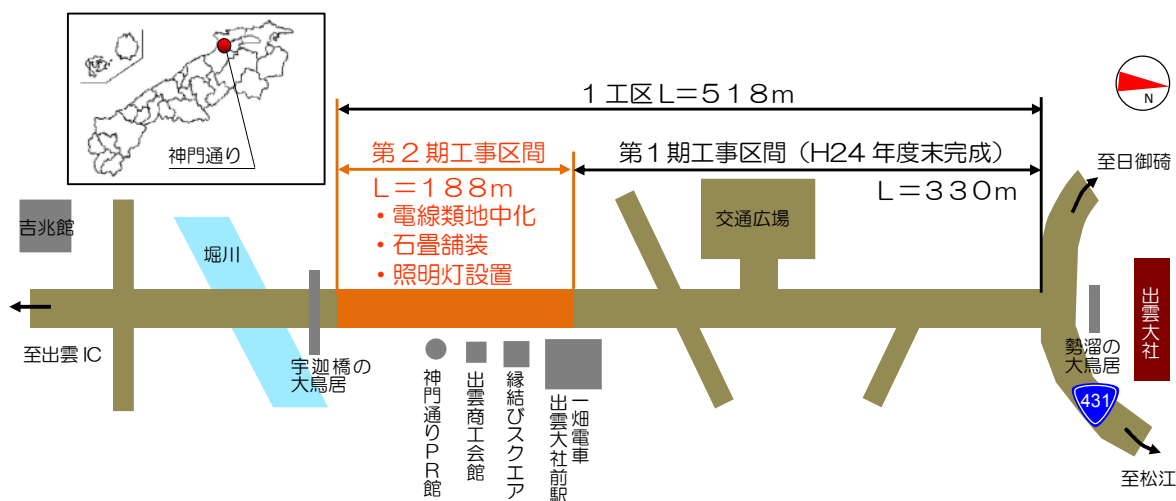 神門通り
1工区L=518m
N
第2期工事区間
L=188m
・電線類地中化
・石畳舗装
・照明灯設置
第1期工事区間(H24年度末完成)
L=330m
至日御碕
吉兆館
堀川
交通広場
出雲大社
至出雲IC
宇迦橋の
大鳥居
神門通りPR館
出雲商工会館
縁結びスクエア
一畑電車
出雲大社前駅
勢溜の
大鳥居
431
至松江